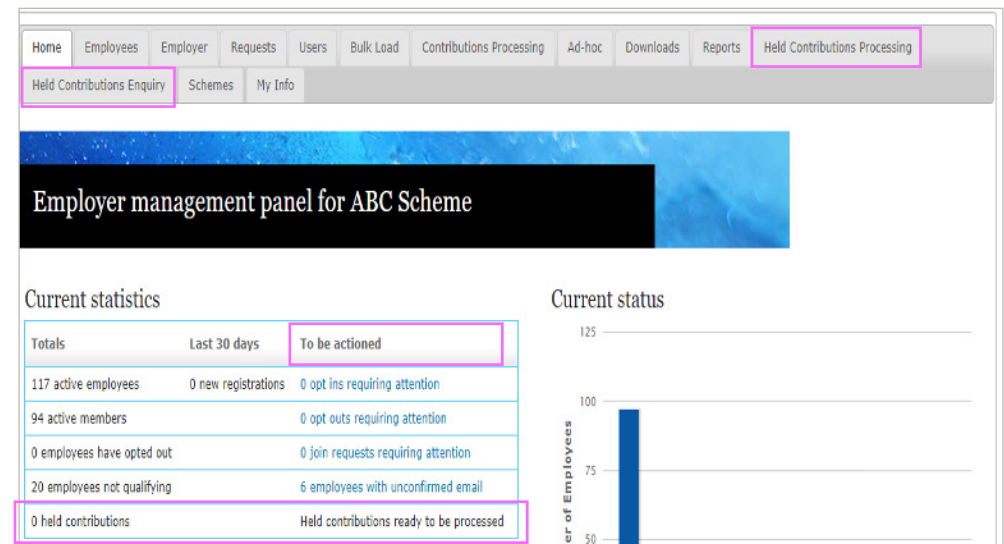 Home Employees Employer Requests Users Bulk Load Contributions Processing Ad-hoc Downloads Reports Held Contributions Processing
Held Contributions Enquiry Schemes My Info
Employer management panel for ABC Scheme
Current statistics
Totals Last 30 days To be actioned
117 active employees 0 new registrations 0 opt ins requiring attention
94 active members 0 opt outs requiring attention
0 employees have opted out 0 join requests requiring attention
20 employees not qualifying 6 employees with unconfirmed email
0 held contributions Held contributions ready to be processed
Current status
125
100
75
50
er of Employees